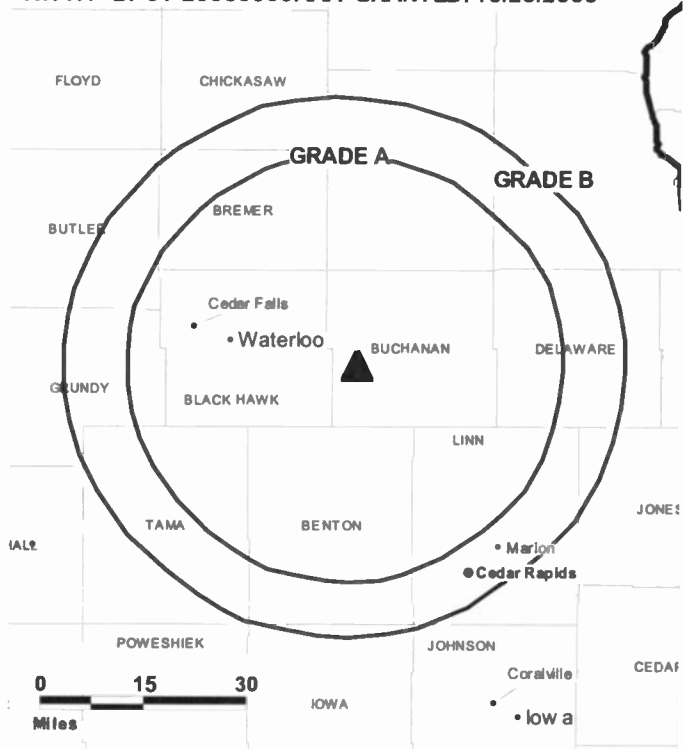 FLOYD
CHICKASAW
GRADE A
GRADE B
BREMER
BUTLER
Cedar Falls
Waterloo
BUCHANAN
DELAWARE
GRUNDY
BLACK HAWK
LINN
JONES
TAMA
BENTON
Marion
Cedar Rapids
POWESHIEK
JOHNSON
CEDAR
Coralville
Iowa
IOWA
0 15 30
Miles